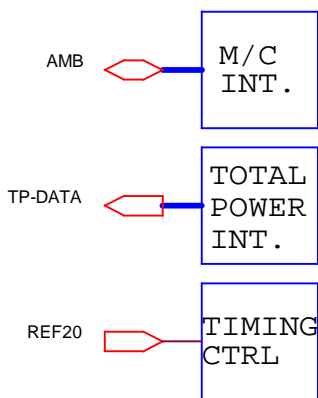 AMB
M/C
INT.
TP-DATA
TOTAL
POWER
INT.
REF20
TIMING
CTRL